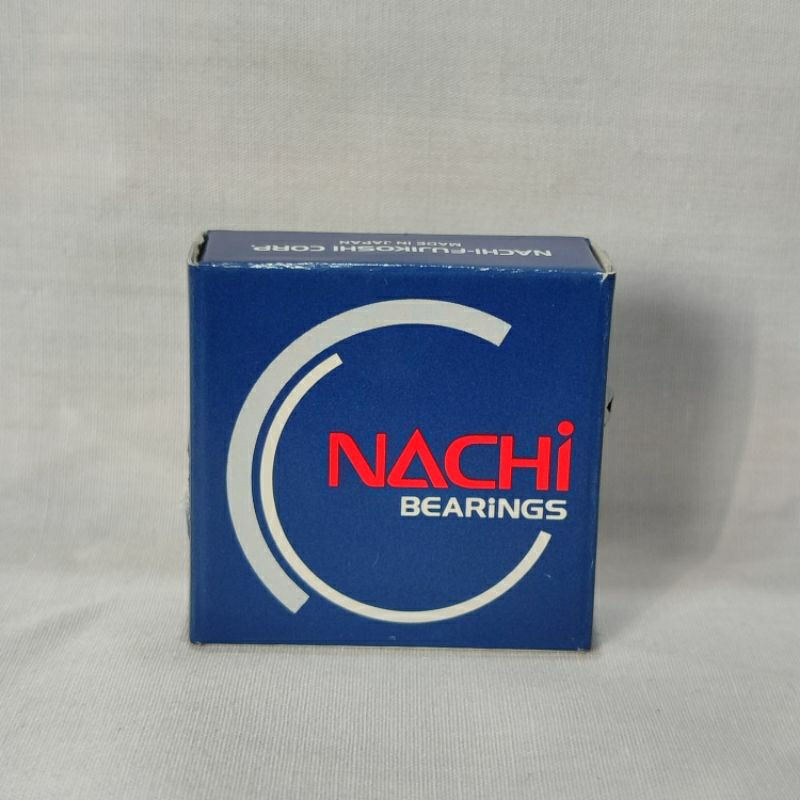 NACHI-FUJIKOSHI CORP.
MADE IN JAPAN
NACHi
BEARiNGS